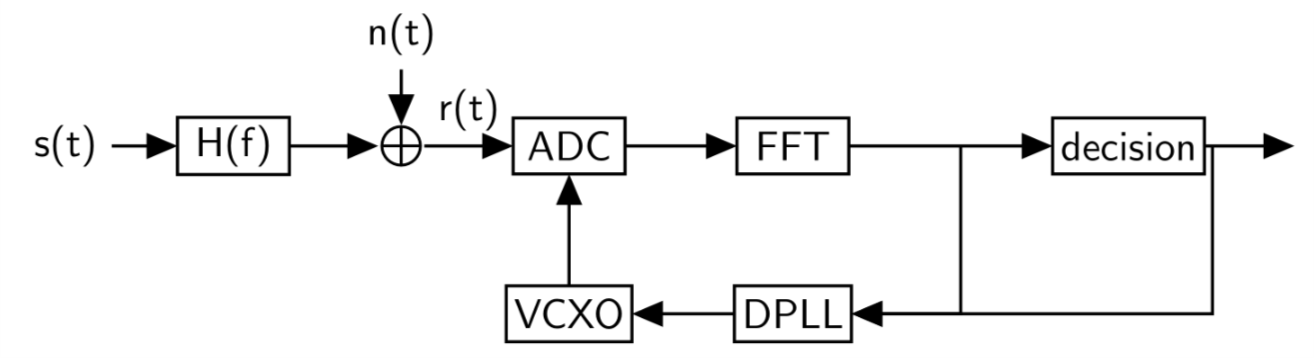 n(t)
s(t) H(f) r(t) ADC FFT decision
VCXO DPLL